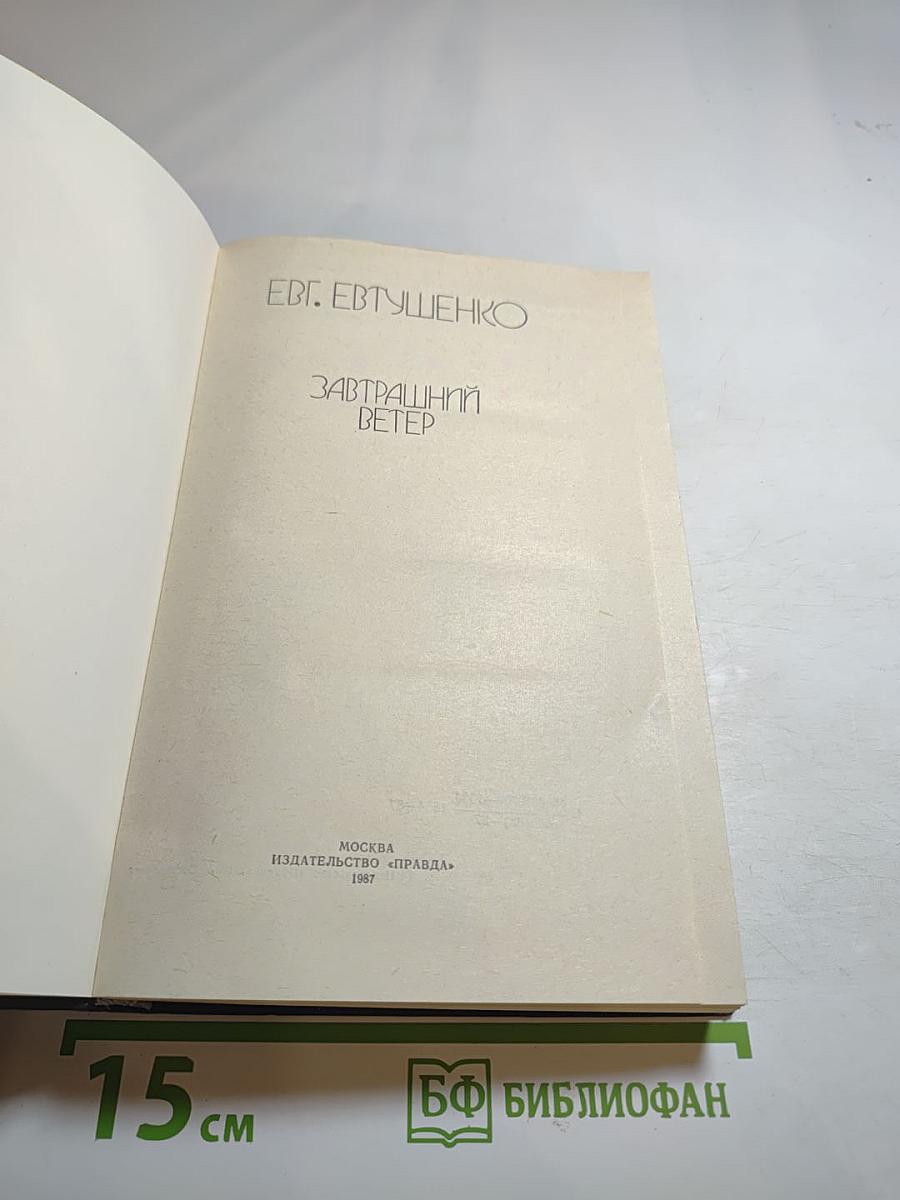 ЕВГ. ЕВТУШЕНКО
ЗАВТРАШНИЙ
ВЕТЕР
МОСКВА
ИЗДАТЕЛЬСТВО «ПРАВДА»
1987
15 см
БФ БИБЛИОФАН